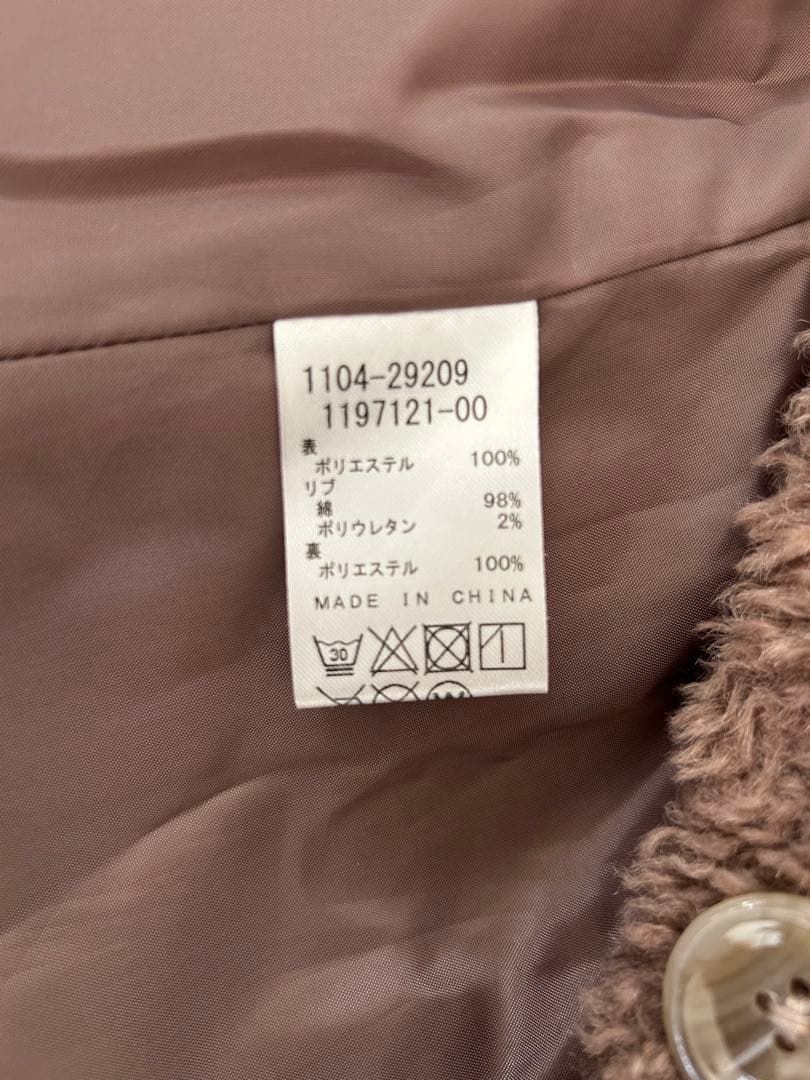 1104-29209
1197121-00
表
ポリエステル 100%
リブ
綿 98%
ポリウレタン 2%
裏
ポリエステル 100%
MADE IN CHINA
30